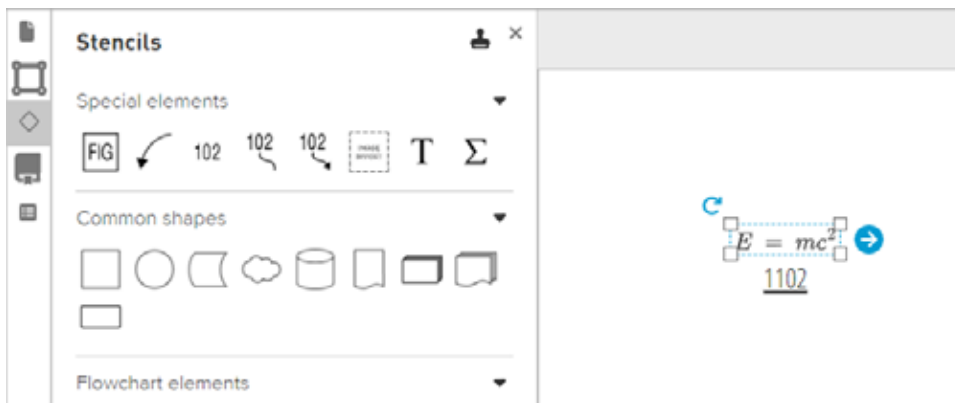 Stencils
Special elements
FIG 102 102 102 T Σ
Common shapes
Flowchart elements
E = mc²
1102